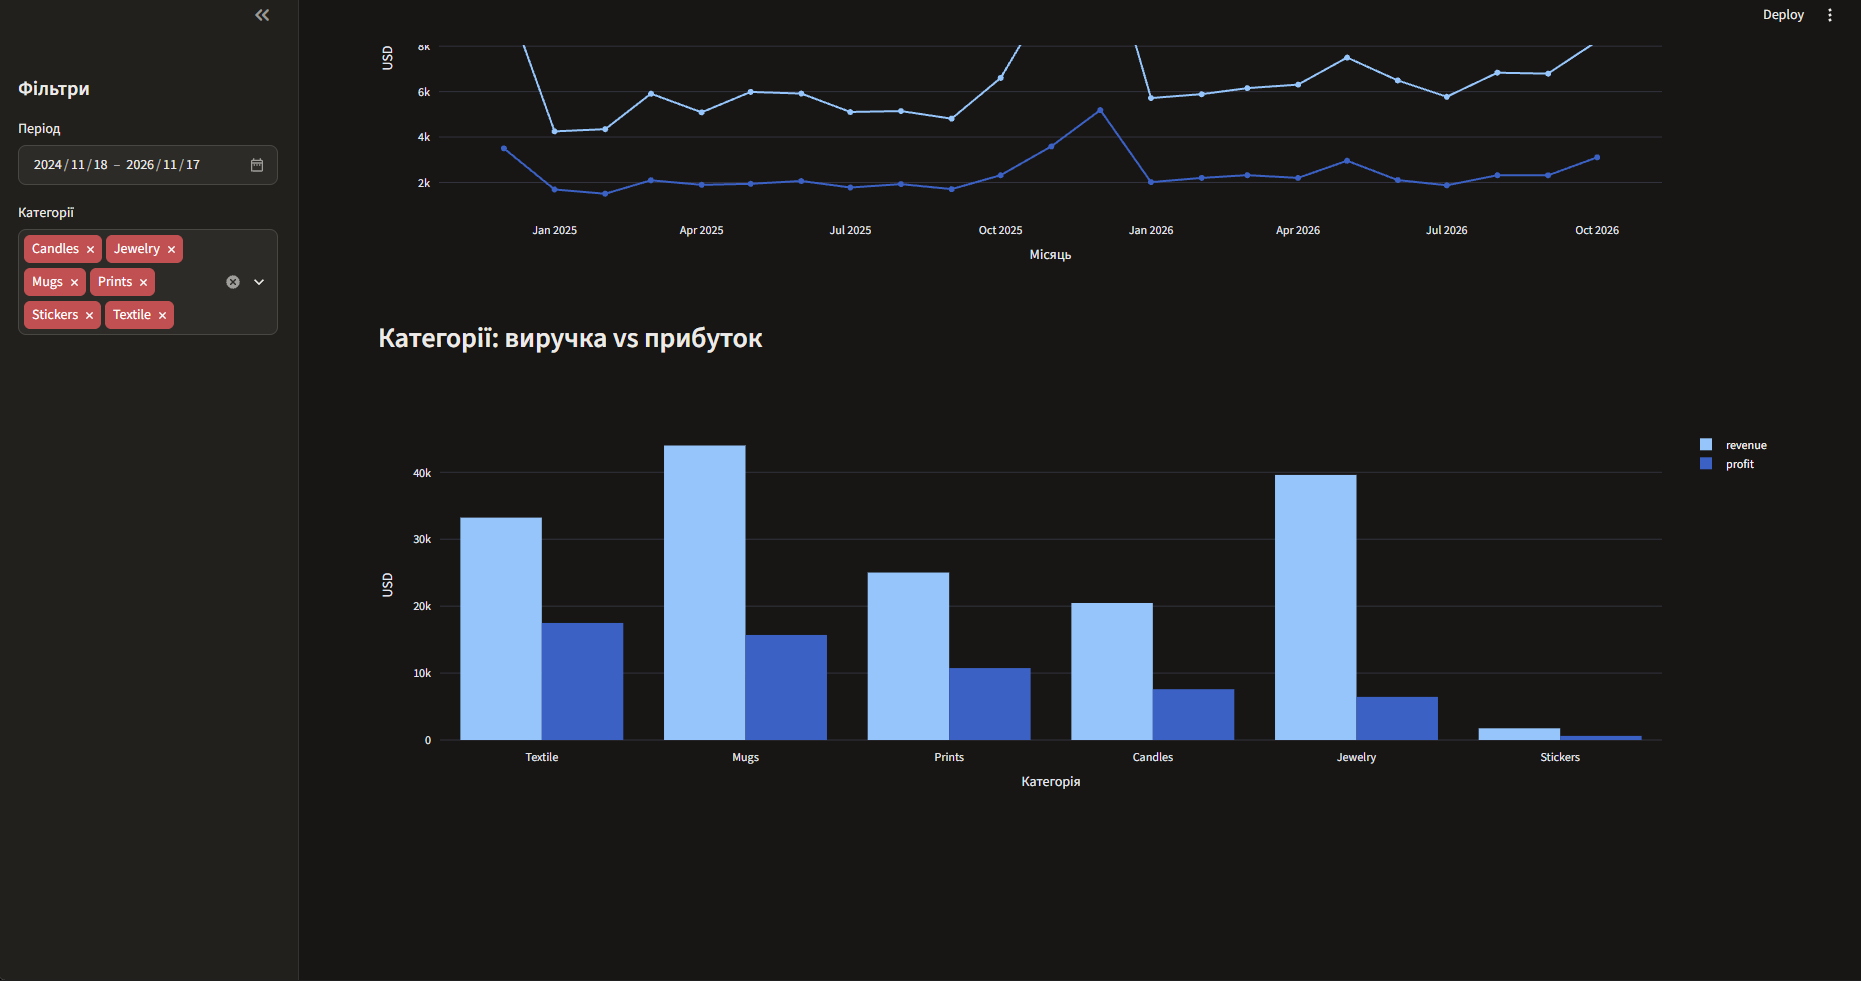 Deploy
Фільтри
Період
2024/11/18 – 2026/11/17
Категорії
Candles
Jewelry
Mugs
Prints
Stickers
Textile
USD
8k
6k
4k
2k
Jan 2025
Apr 2025
Jul 2025
Oct 2025
Jan 2026
Apr 2026
Jul 2026
Oct 2026
Місяць
Категорії: виручка vs прибуток
revenue
profit
USD
40k
30k
20k
10k
0
Textile
Mugs
Prints
Candles
Jewelry
Stickers
Категорія